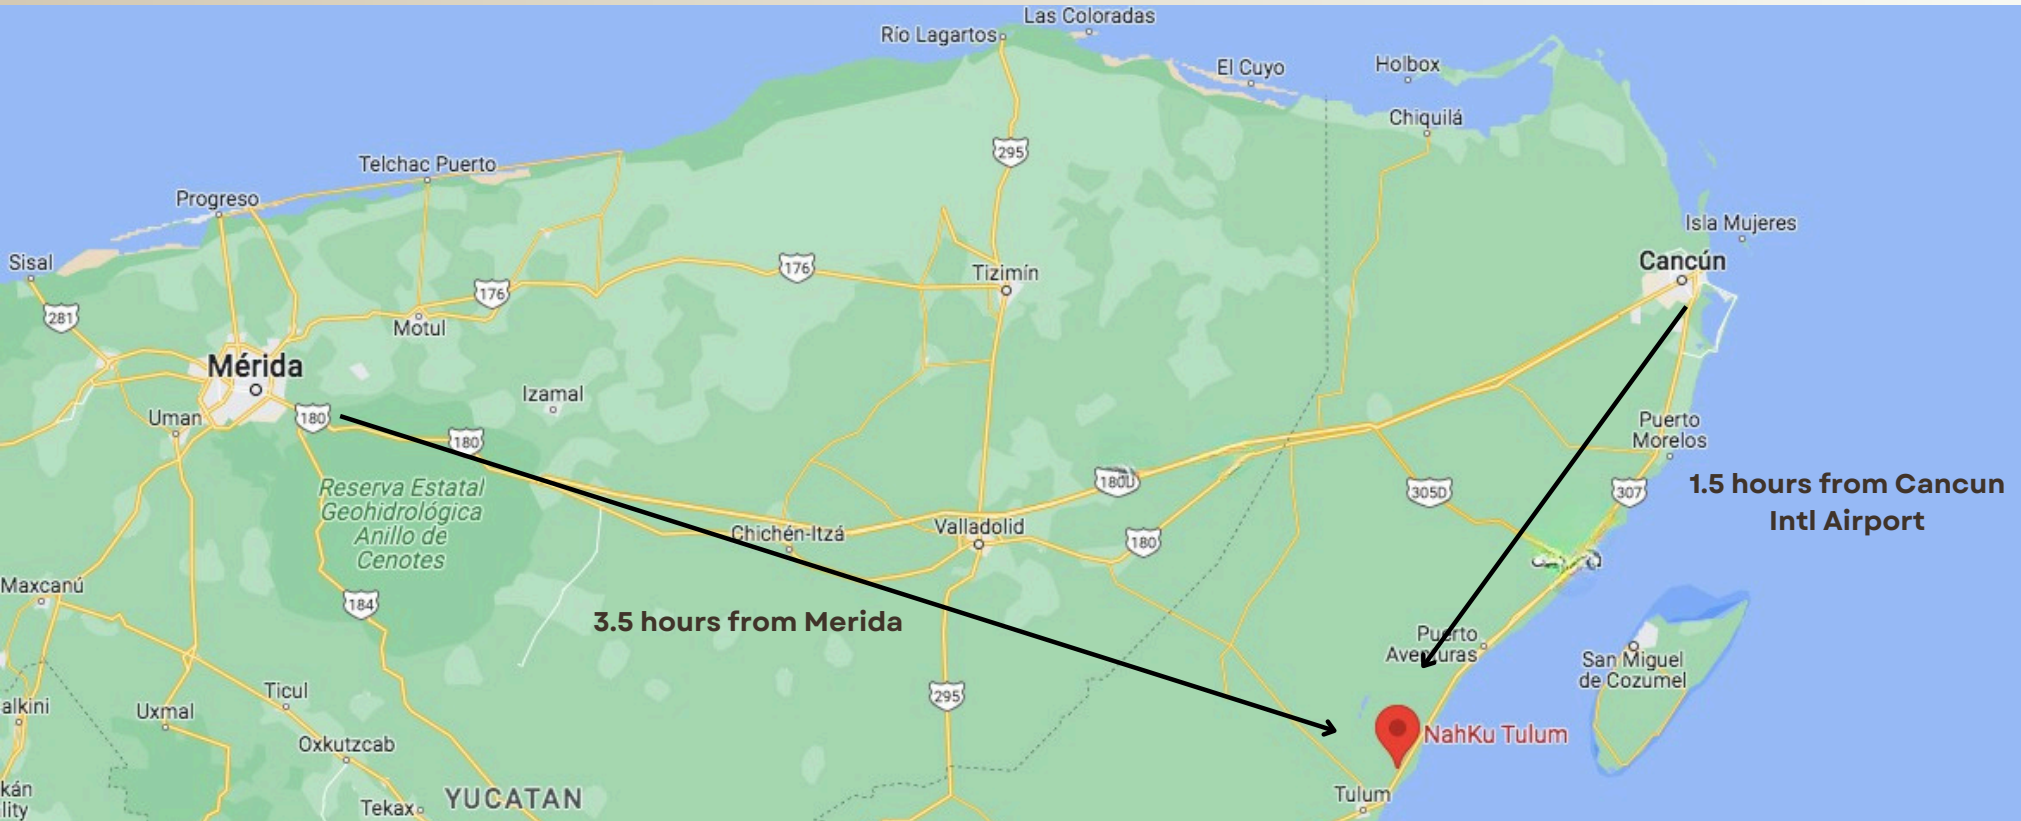 Las Coloradas
Río Lagartos
El Cuyo
Holbox
Chiquilá
295
Telchac Puerto
Progreso
Isla Mujeres
Sisal
Cancún
176
Tizimín
176
281
Motul
Mérida
Izamal
Uman
180
180
Puerto
Morelos
180D
305D
307
1.5 hours from Cancun
Intl Airport
Reserva Estatal
Geohidrológica
Anillo de
Cenotes
Chichén-Itzá
Valladolid
180
Maxcanú
184
3.5 hours from Merida
Puerto
Aventuras
San Miguel
de Cozumel
295
Ticul
alkini
Uxmal
NahKu Tulum
Oxkutzcab
kán
lity
Tekax
YUCATAN
Tulum